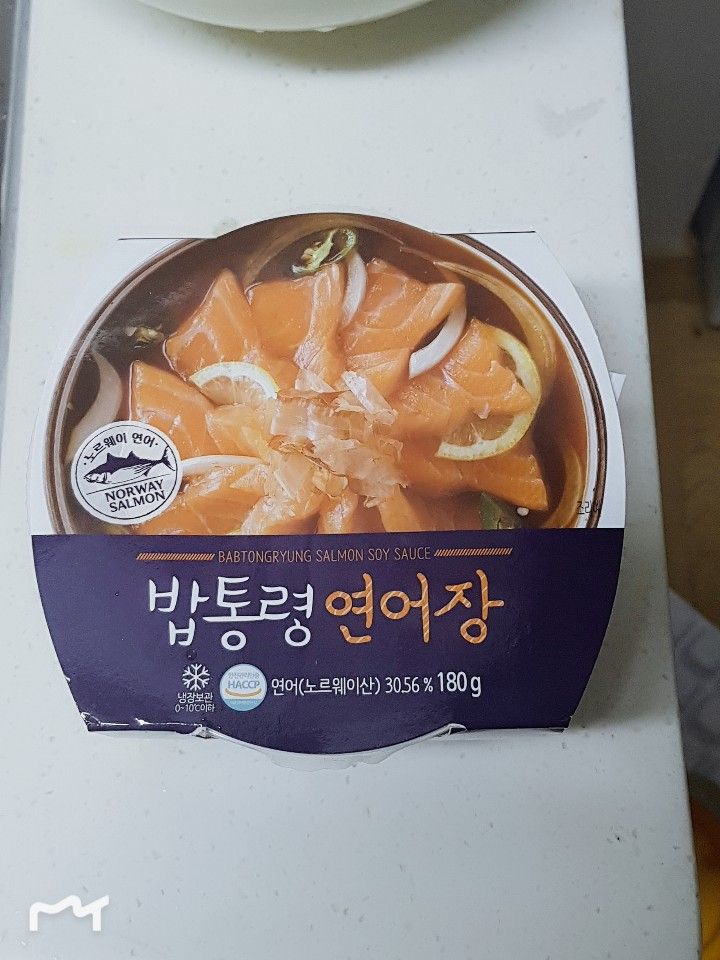 ·노르웨이 연어·
NORWAY
SALMON
BABTONGRYUNG SALMON SOY SAUCE
밥통령 연어장
냉장보관
0~10℃이하
HACCP
연어(노르웨이산) 30.56 % 180g